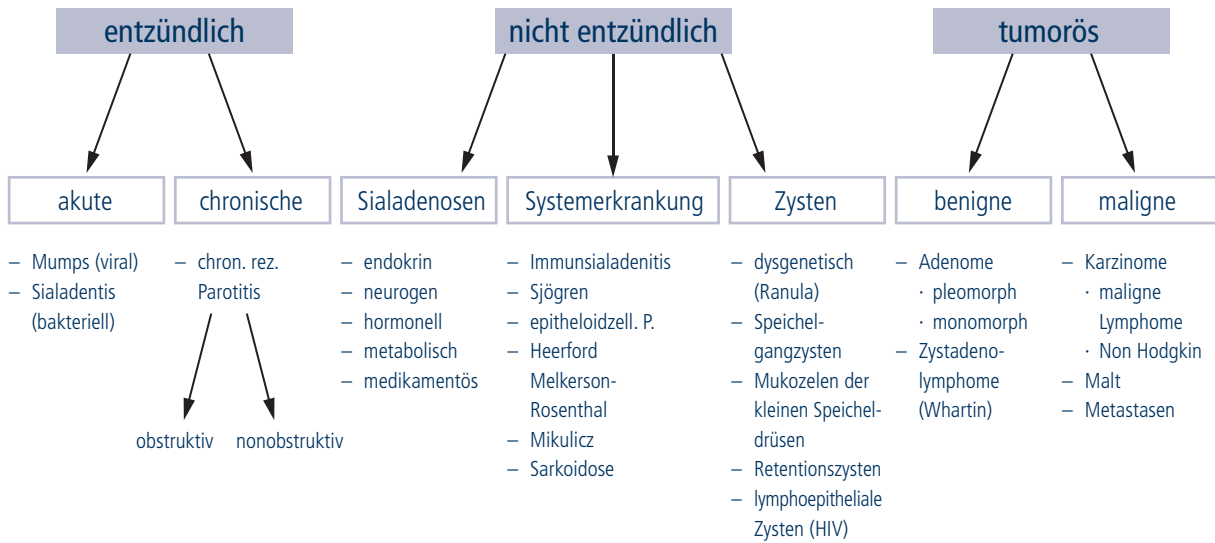 entzündlich
nicht entzündlich
tumorös
akute
chronische
Sialadenosen
Systemerkrankung
Zysten
benigne
maligne
– Mumps (viral)
– Sialadentis
(bakteriell)
– chron. rez.
Parotitis
obstruktiv
nonobstruktiv
– endokrin
– neurogen
– hormonell
– metabolisch
– medikamentös
– Immunsialadenitis
– Sjögren
– epitheloidzell. P.
– Heerford
Melkerson-
Rosenthal
– Mikulicz
– Sarkoidose
– dysgenetisch
(Ranula)
– Speichel-
gangzysten
– Mukozelen der
kleinen Speichel-
drüsen
– Retentionszysten
– lymphoepitheliale
Zysten (HIV)
– Adenome
· pleomorph
· monomorph
– Zystadeno-
lymphome
(Whartin)
– Karzinome
· maligne
Lymphome
· Non Hodgkin
– Malt
– Metastasen